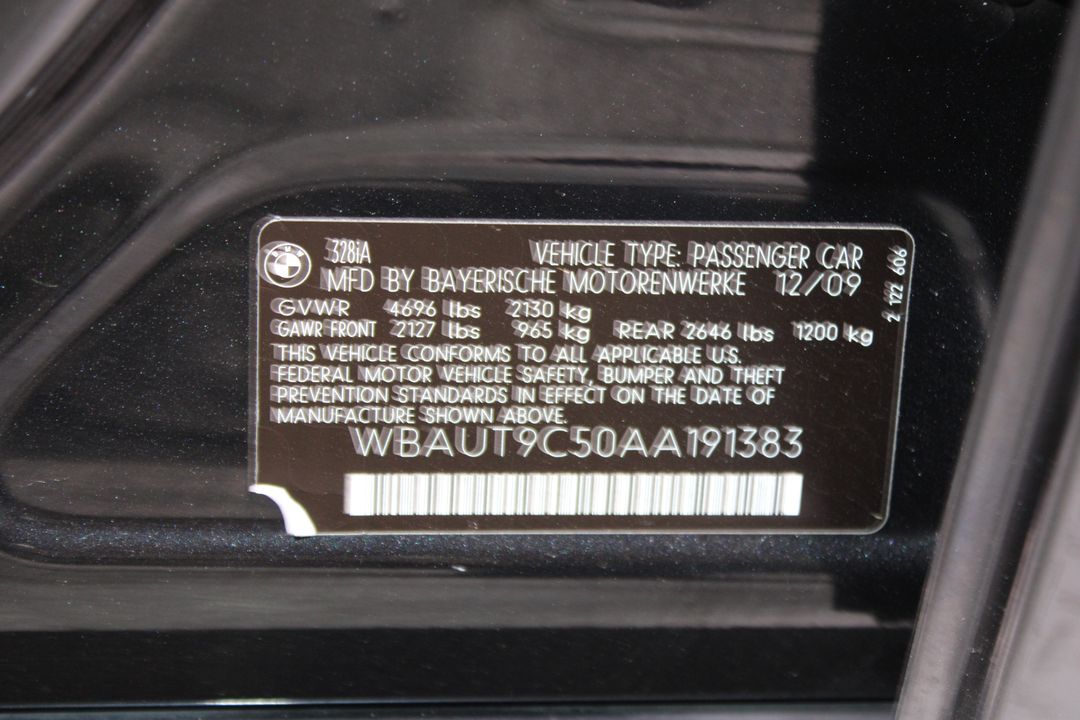 BMW
328iA VEHICLE TYPE: PASSENGER CAR
MFD BY BAYERISCHE MOTORENWERKE 12/09
GVWR 4696 lbs 2130 kg
GAWR FRONT 2127 lbs 965 kg REAR 2646 lbs 1200 kg
THIS VEHICLE CONFORMS TO ALL APPLICABLE U.S.
FEDERAL MOTOR VEHICLE SAFETY, BUMPER AND THEFT
PREVENTION STANDARDS IN EFFECT ON THE DATE OF
MANUFACTURE SHOWN ABOVE.
WBAUT9C50AA191383
2 122 606